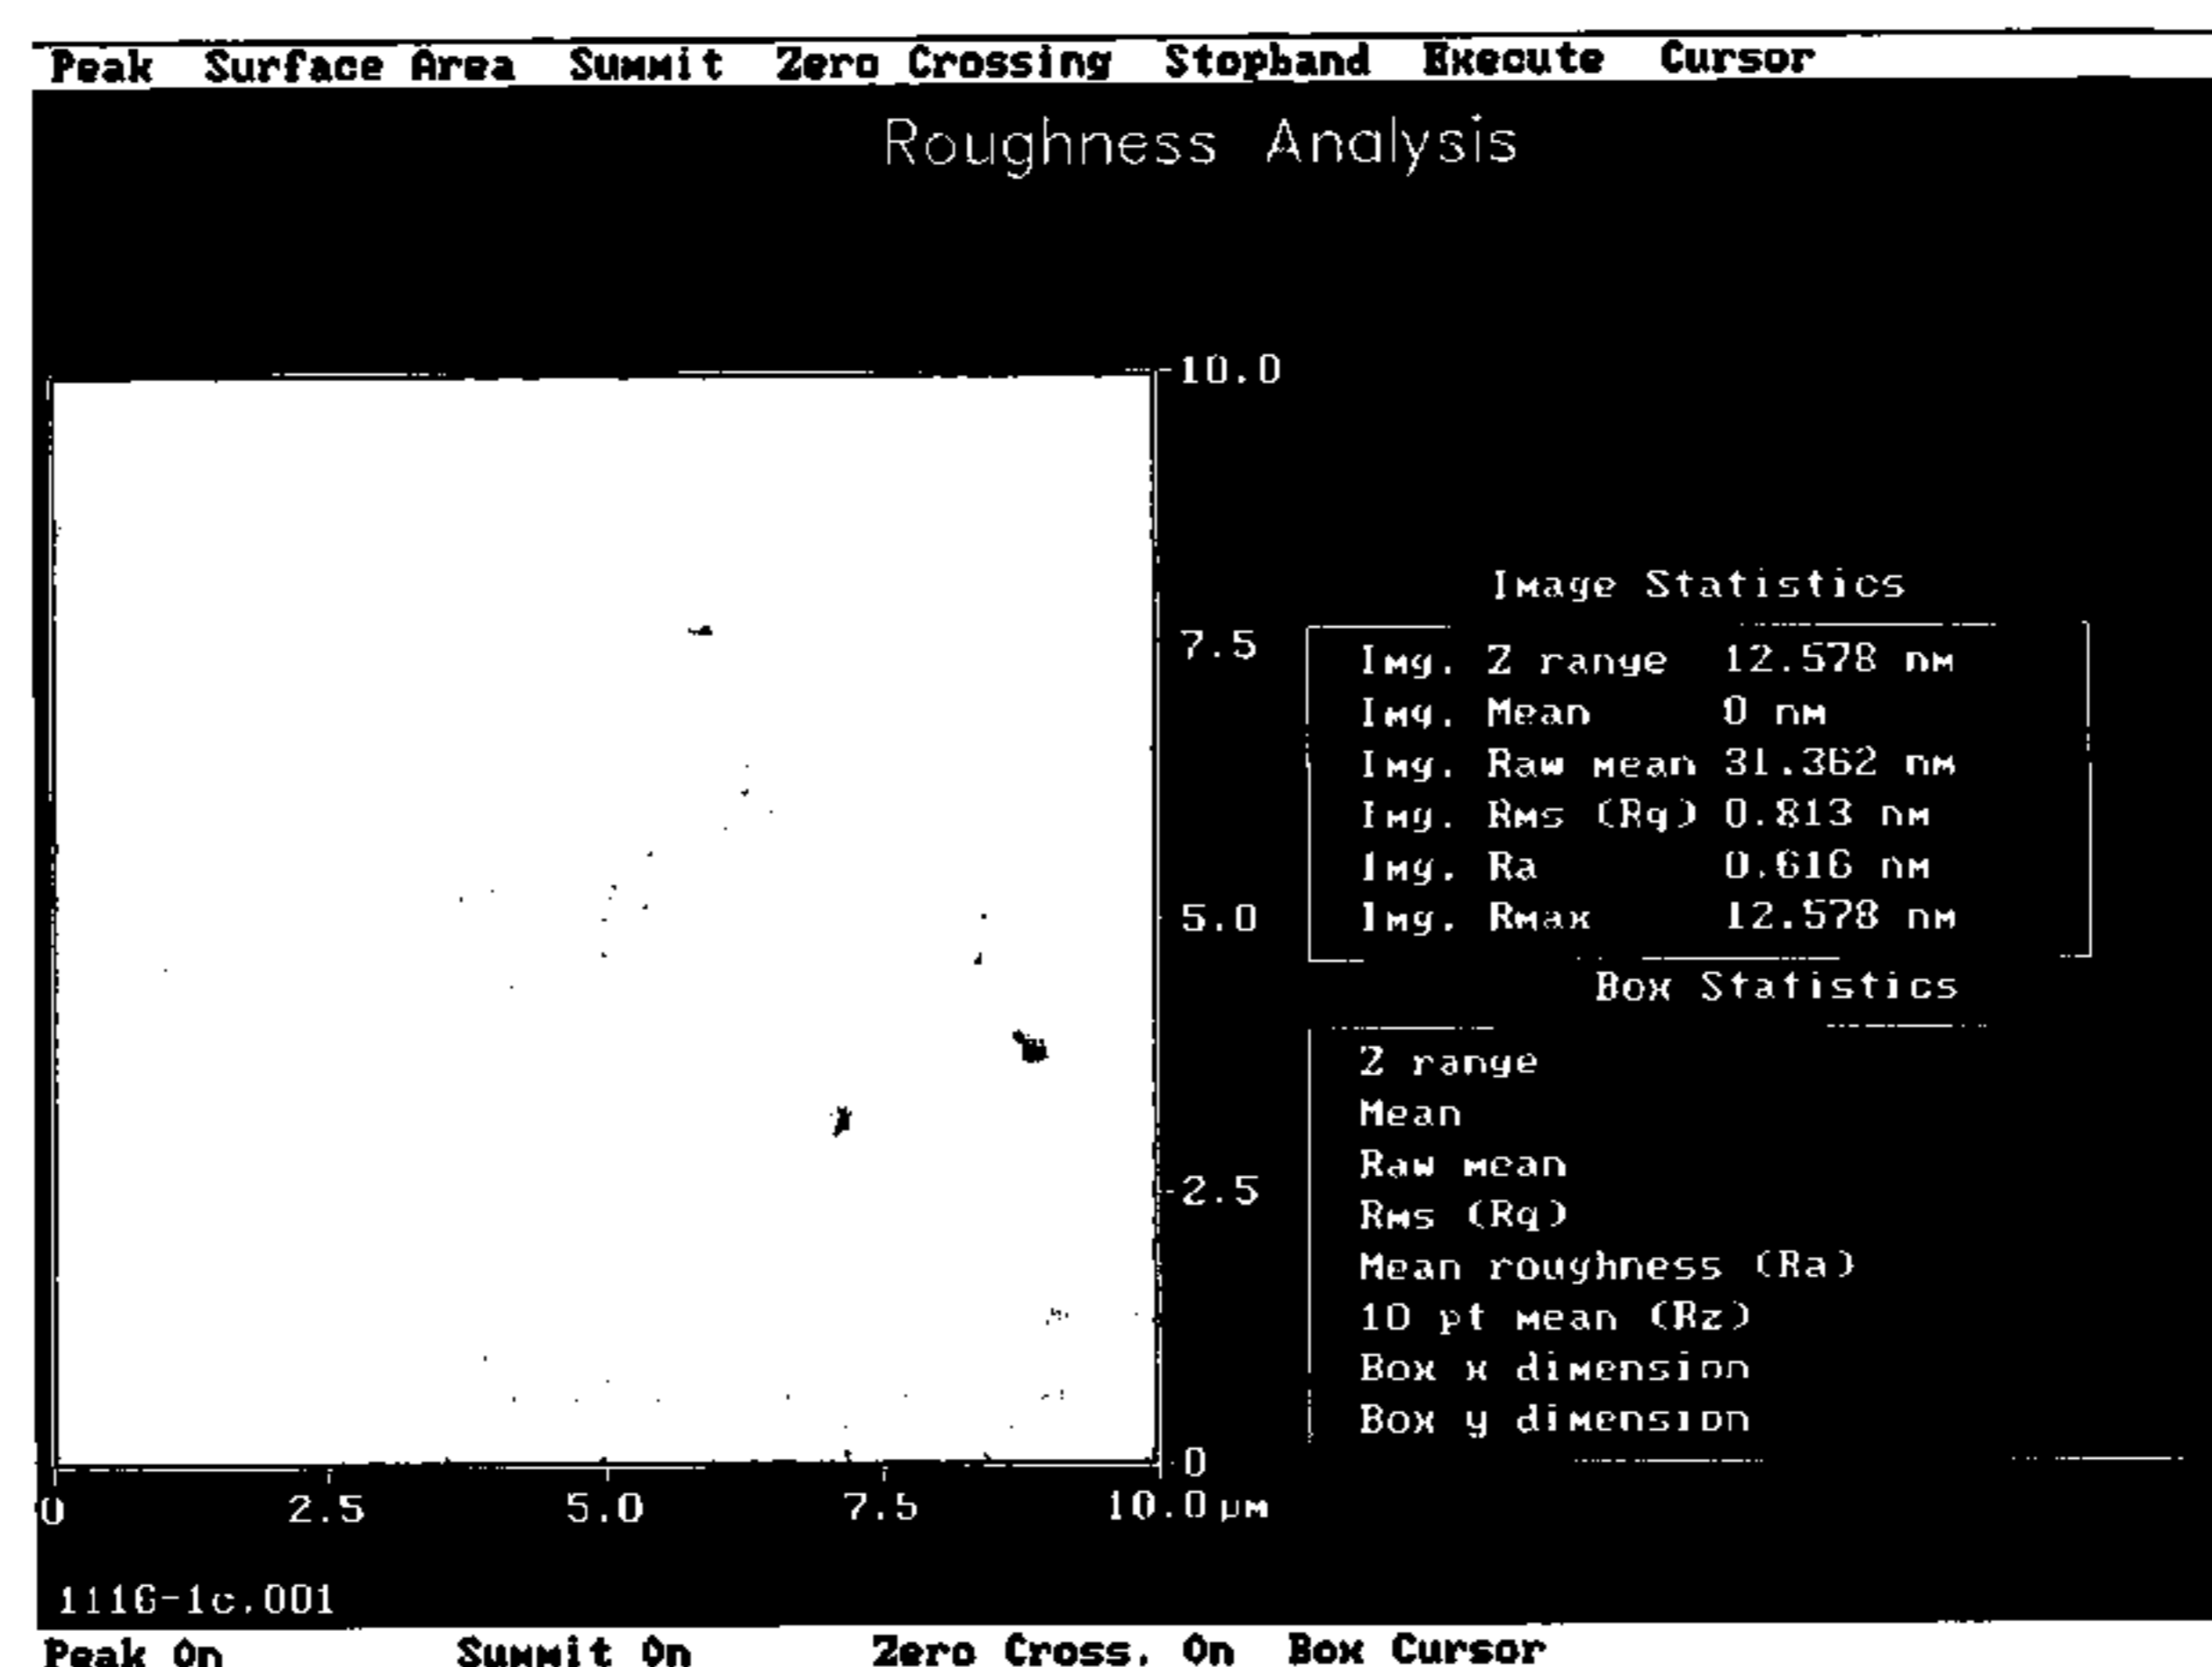 Peak Surface Area Summit Zero Crossing Stopband Execute Cursor
Roughness Analysis
10.0
7.5
5.0
2.5
0
0 2.5 5.0 7.5 10.0 µm
Image Statistics
Img. Z range 12.578 nm
Img. Mean 0 nm
Img. Raw mean 31.362 nm
Img. Rms (Rq) 0.813 nm
Img. Ra 0.616 nm
Img. Rmax 12.578 nm
Box Statistics
Z range
Mean
Raw mean
Rms (Rq)
Mean roughness (Ra)
10 pt mean (Rz)
Box x dimension
Box y dimension
1116-1c.001
Peak On Summit On Zero Cross. On Box Cursor